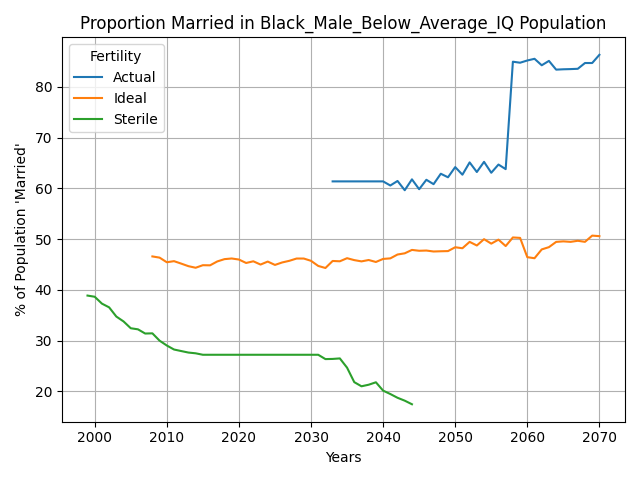 Proportion Married in Black_Male_Below_Average_IQ Population
% of Population 'Married'
80
70
60
50
40
30
20
Fertility
Actual
Ideal
Sterile
2000 2010 2020 2030 2040 2050 2060 2070
Years